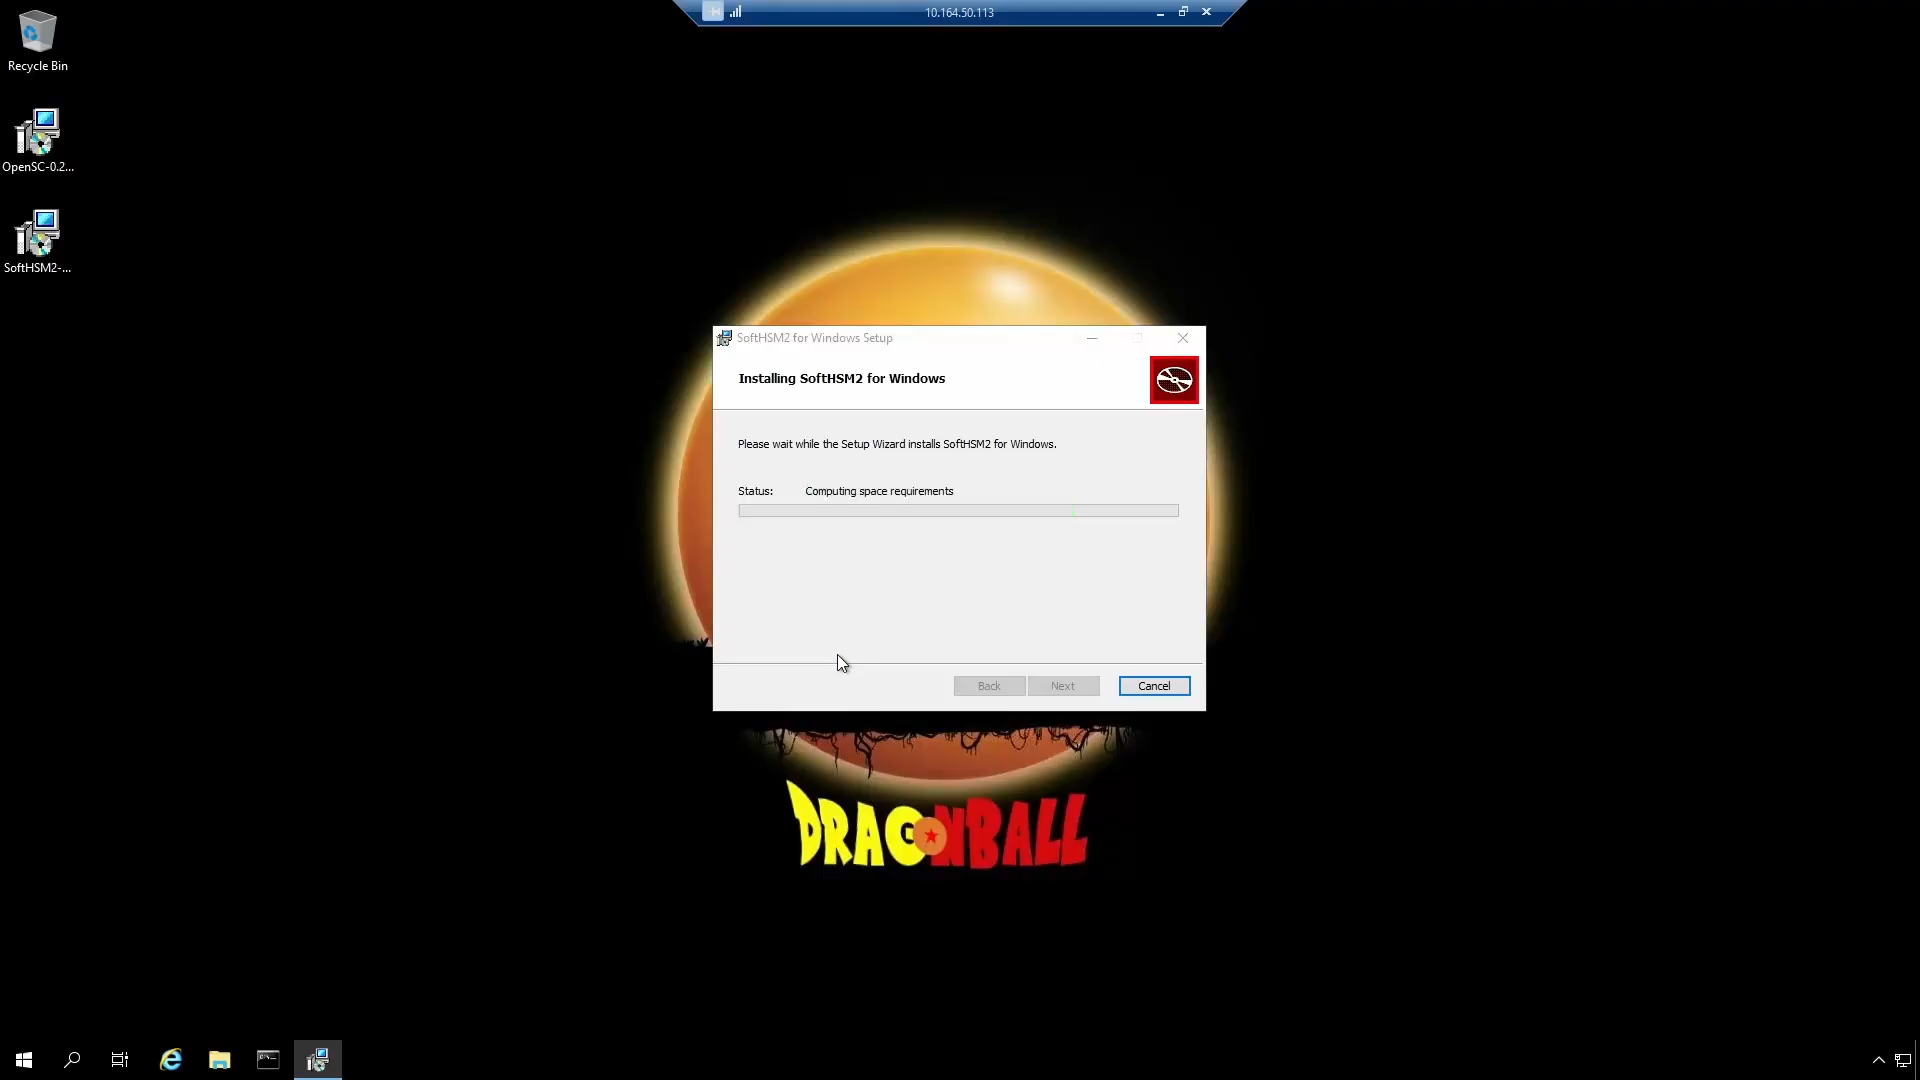 10.164.50.113
Recycle Bin
OpenSC-0.2...
SoftHSM2-...
SoftHSM2 for Windows Setup
Installing SoftHSM2 for Windows
Please wait while the Setup Wizard installs SoftHSM2 for Windows.
Status: Computing space requirements
Back Next Cancel
DRAGONBALL